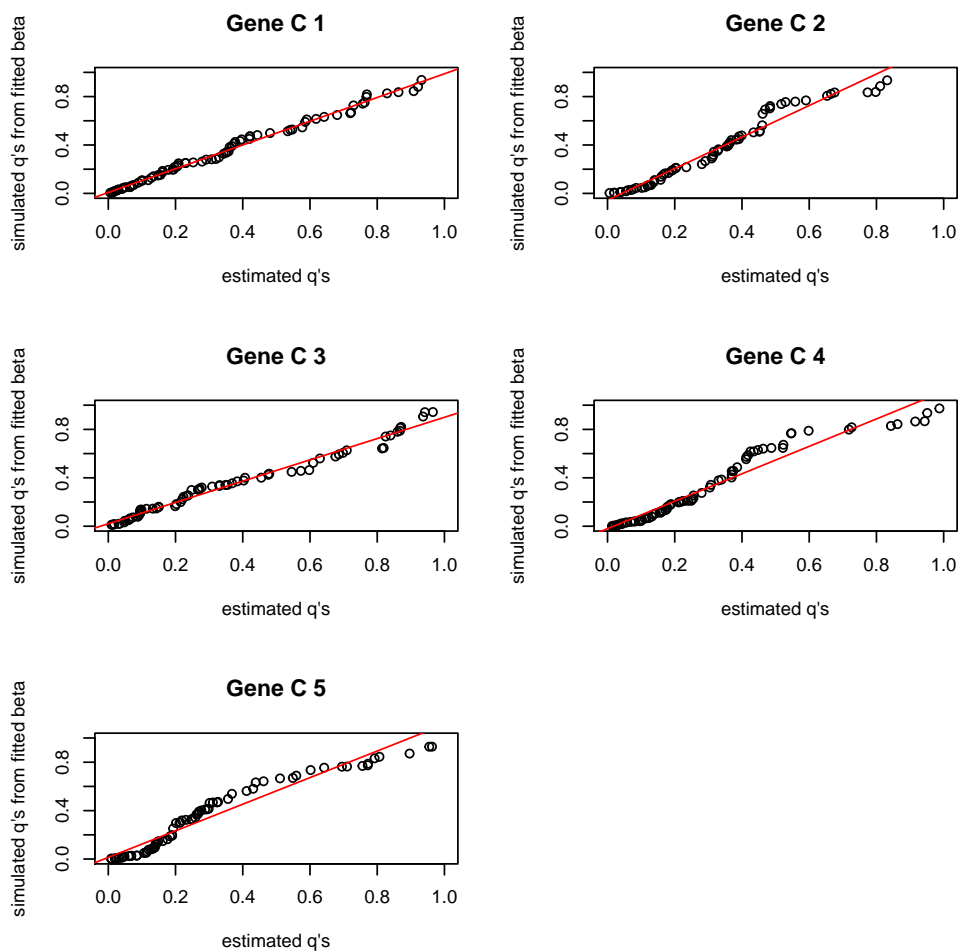 Gene C 1
simulated q's from fitted beta
0.0 0.4 0.8
0.0 0.2 0.4 0.6 0.8 1.0
estimated q's
Gene C 2
simulated q's from fitted beta
0.0 0.4 0.8
0.0 0.2 0.4 0.6 0.8 1.0
estimated q's
Gene C 3
simulated q's from fitted beta
0.0 0.4 0.8
0.0 0.2 0.4 0.6 0.8 1.0
estimated q's
Gene C 4
simulated q's from fitted beta
0.0 0.4 0.8
0.0 0.2 0.4 0.6 0.8 1.0
estimated q's
Gene C 5
simulated q's from fitted beta
0.0 0.4 0.8
0.0 0.2 0.4 0.6 0.8 1.0
estimated q's